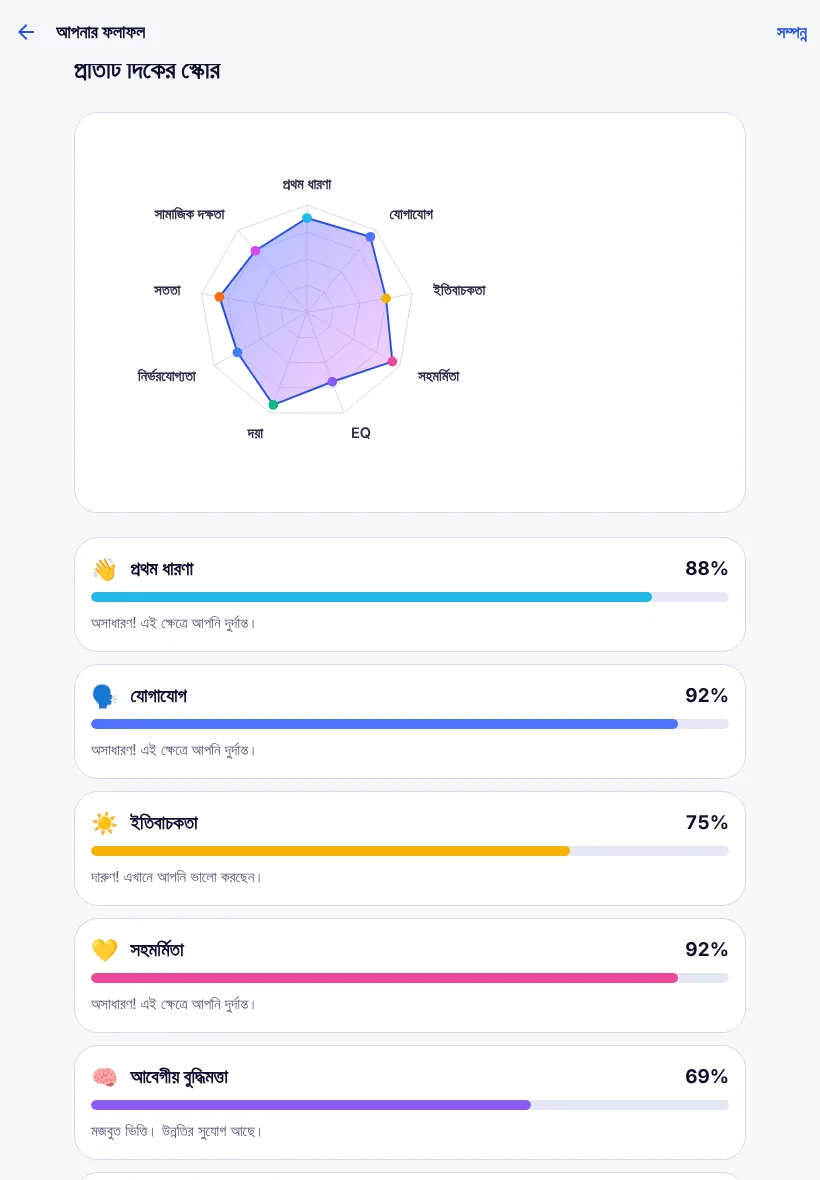 আপনার ফলাফল
সম্পন্ন
প্রতিটি দিকের স্কোর
প্রথম ধারণা
সামাজিক দক্ষতা
যোগাযোগ
সততা
ইতিবাচকতা
নির্ভরযোগ্যতা
সহমর্মিতা
দয়া
EQ
👋 প্রথম ধারণা 88%
অসাধারণ! এই ক্ষেত্রে আপনি দুর্দান্ত।
🗣️ যোগাযোগ 92%
অসাধারণ! এই ক্ষেত্রে আপনি দুর্দান্ত।
☀️ ইতিবাচকতা 75%
দারুণ! এখানে আপনি ভালো করছেন।
💛 সহমর্মিতা 92%
অসাধারণ! এই ক্ষেত্রে আপনি দুর্দান্ত।
🧠 আবেগীয় বুদ্ধিমত্তা 69%
মজবুত ভিত্তি। উন্নতির সুযোগ আছে।